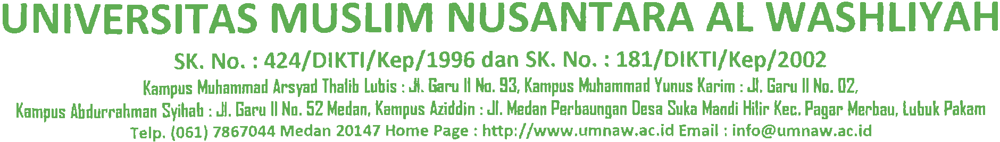 UNIVERSITAS MUSLIM NUSANTARA AL WASHLIYAH
SK. No. : 424/DIKTI/Kep/1996 dan SK. No. : 181/DIKTI/Kep/2002
Kampus Muhammad Arsyad Thalib Lubis : Jl. Garu II No. 93, Kampus Muhammad Yunus Karim : Jl. Garu II No. 02,
Kampus Abdurrahman Syihab : Jl. Garu II No. 52 Medan, Kampus Aziddin : Jl. Medan Perbaungan Desa Suka Mandi Hilir Kec. Pagar Merbau, Lubuk Pakam
Telp. (061) 7867044 Medan 20147 Home Page : http://www.umnaw.ac.id Email : info@umnaw.ac.id